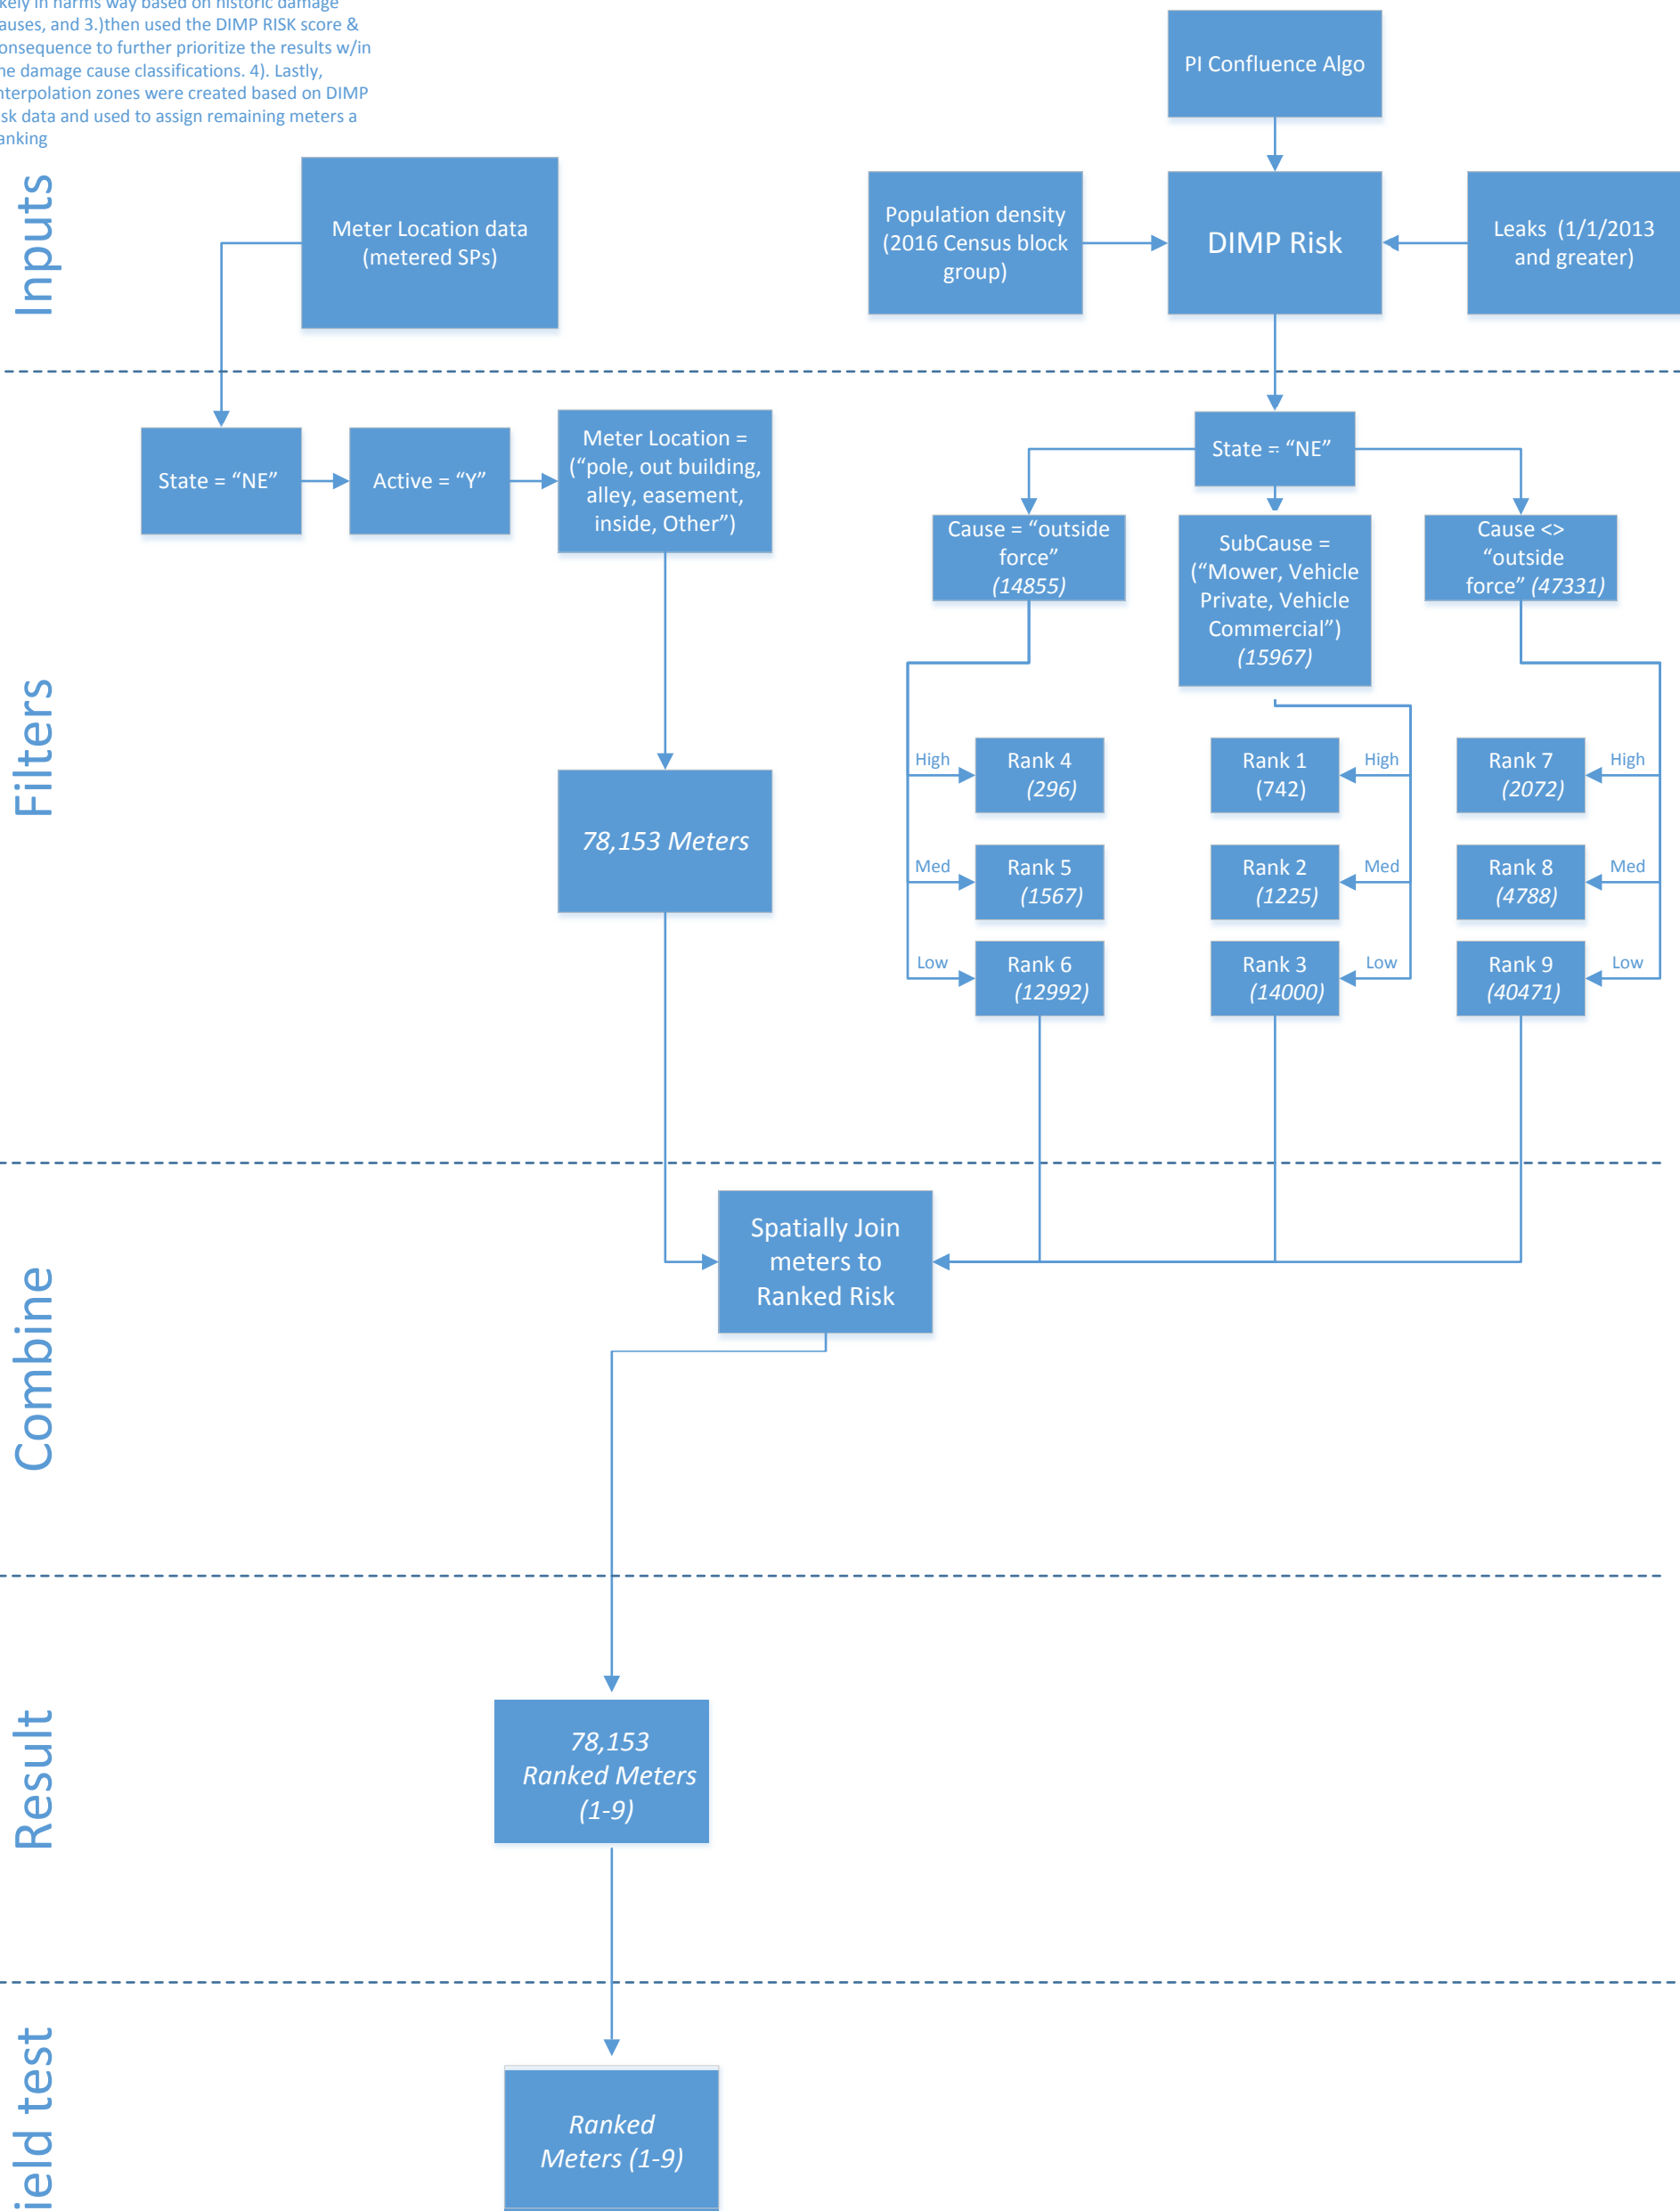 in harms way based on historic damage
and 3.)then used the DIMP RISK score &
to further prioritize the results w/in
damage cause classifications. 4). Lastly,
zones were created based on DIMP
data and used to assign remaining meters a
PI Confluence Algo
Inputs
Meter Location data
(metered SPs)
Population density
(2016 Census block
group)
DIMP Risk
Leaks (1/1/2013
and greater)
Filters
State = “NE”
Active = “Y”
Meter Location =
(“pole, out building,
alley, easement,
inside, Other”)
State = “NE”
Cause = “outside
force”
(14855)
SubCause =
(“Mower, Vehicle
Private, Vehicle
Commercial”)
(15967)
Cause <>
“outside
force” (47331)
78,153 Meters
High
Rank 4
(296)
Med
Rank 5
(1567)
Low
Rank 6
(12992)
Rank 1
(742)
High
Rank 2
(1225)
Med
Rank 3
(14000)
Low
Rank 7
(2072)
High
Rank 8
(4788)
Med
Rank 9
(40471)
Low
Combine
Spatially Join
meters to
Ranked Risk
Result
78,153
Ranked Meters
(1-9)
test
Ranked
Meters (1-9)